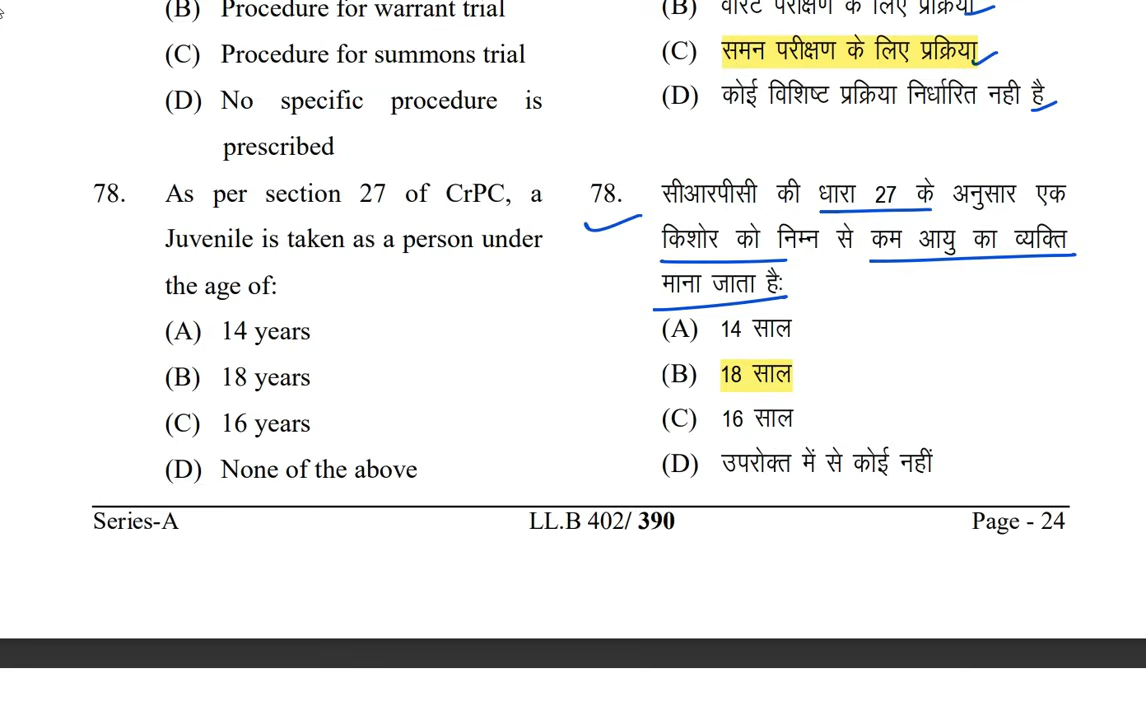 (B) Procedure for warrant trial
(C) Procedure for summons trial
(D) No specific procedure is
prescribed
78. As per section 27 of CrPC, a
Juvenile is taken as a person under
the age of:
(A) 14 years
(B) 18 years
(C) 16 years
(D) None of the above
(B) वारंट परीक्षण के लिए प्रक्रिया
(C) समन परीक्षण के लिए प्रक्रिया
(D) कोई विशिष्ट प्रक्रिया निर्धारित नही है
78. सीआरपीसी की धारा 27 के अनुसार एक
किशोर को निम्न से कम आयु का व्यक्ति
माना जाता है:
(A) 14 साल
(B) 18 साल
(C) 16 साल
(D) उपरोक्त में से कोई नहीं
Series-A LL.B 402/ 390 Page - 24